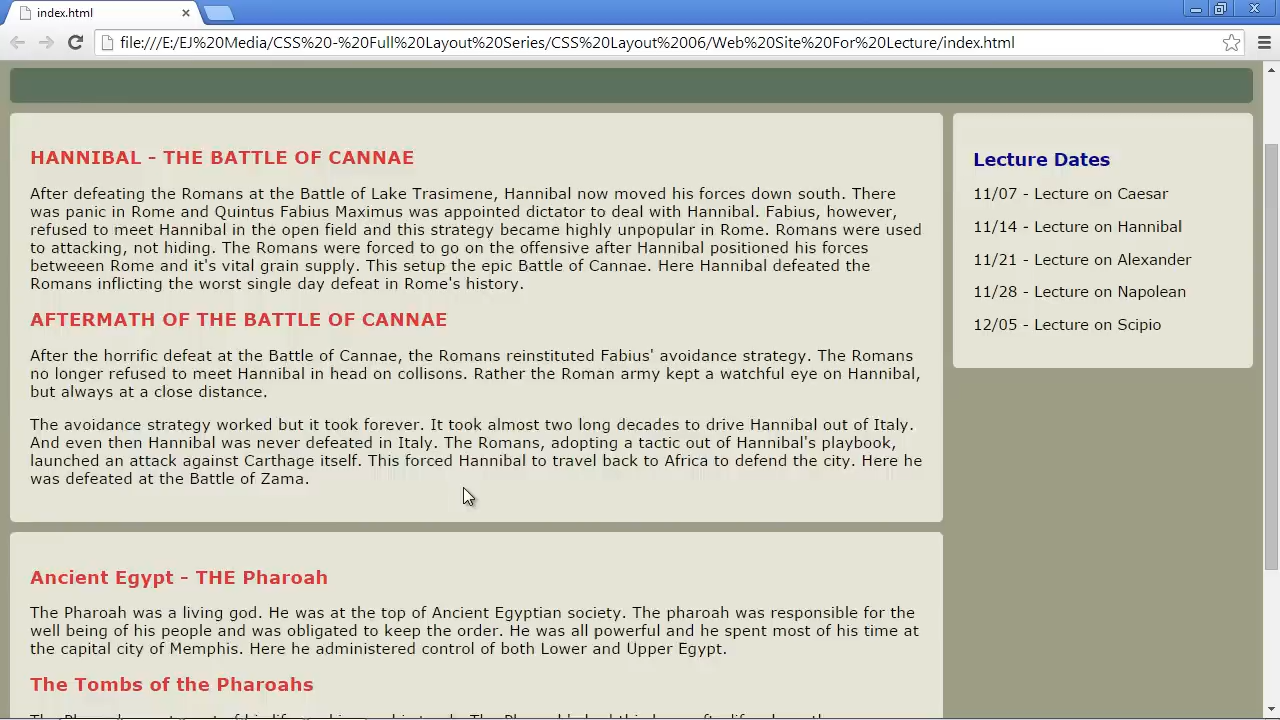 index.html
file:///E:/EJ%20Media/CSS%20-%20Full%20Layout%20Series/CSS%20Layout%2006/Web%20Site%20For%20Lecture/index.html
HANNIBAL - THE BATTLE OF CANNAE
After defeating the Romans at the Battle of Lake Trasimene, Hannibal now moved his forces down south. There
was panic in Rome and Quintus Fabius Maximus was appointed dictator to deal with Hannibal. Fabius, however,
refused to meet Hannibal in the open field and this strategy became highly unpopular in Rome. Romans were used
to attacking, not hiding. The Romans were forced to go on the offensive after Hannibal positioned his forces
betweeen Rome and it's vital grain supply. This setup the epic Battle of Cannae. Here Hannibal defeated the
Romans inflicting the worst single day defeat in Rome's history.
AFTERMATH OF THE BATTLE OF CANNAE
After the horrific defeat at the Battle of Cannae, the Romans reinstituted Fabius' avoidance strategy. The Romans
no longer refused to meet Hannibal in head on collisons. Rather the Roman army kept a watchful eye on Hannibal,
but always at a close distance.
The avoidance strategy worked but it took forever. It took almost two long decades to drive Hannibal out of Italy.
And even then Hannibal was never defeated in Italy. The Romans, adopting a tactic out of Hannibal's playbook,
launched an attack against Carthage itself. This forced Hannibal to travel back to Africa to defend the city. Here he
was defeated at the Battle of Zama.
Ancient Egypt - THE Pharoah
The Pharoah was a living god. He was at the top of Ancient Egyptian society. The pharoah was responsible for the
well being of his people and was obligated to keep the order. He was all powerful and he spent most of his time at
the capital city of Memphis. Here he administered control of both Lower and Upper Egypt.
The Tombs of the Pharoahs
Lecture Dates
11/07 - Lecture on Caesar
11/14 - Lecture on Hannibal
11/21 - Lecture on Alexander
11/28 - Lecture on Napolean
12/05 - Lecture on Scipio